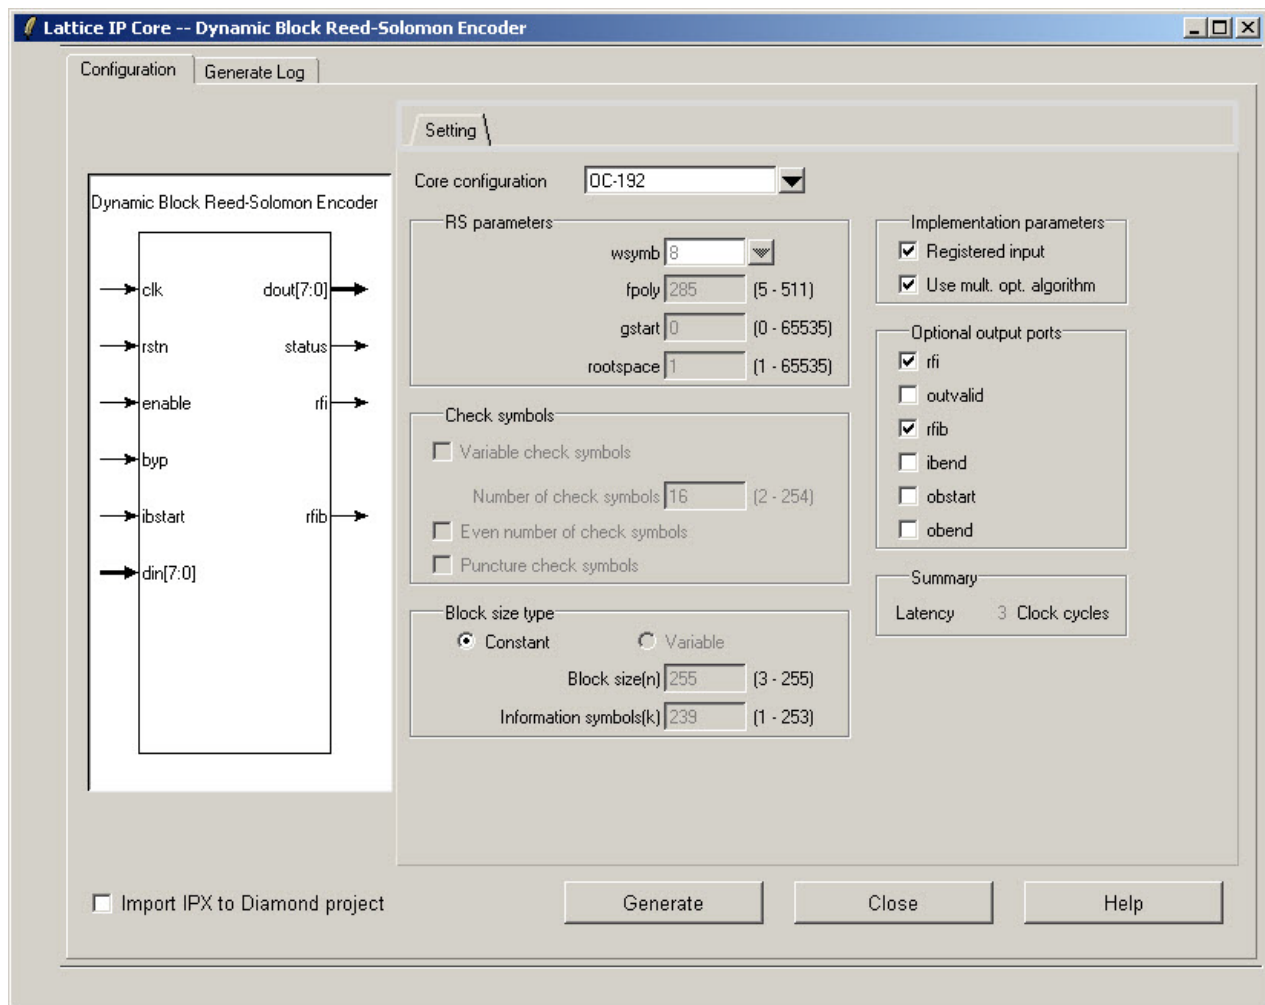 Lattice IP Core -- Dynamic Block Reed-Solomon Encoder
Configuration
Generate Log
Dynamic Block Reed-Solomon Encoder
clk dout[7:0]
rstn status
enable rfi
byp
ibstart rfib
din[7:0]
Setting
Core configuration OC-192
RS parameters
wsymb 8
fpoly 285 (5 - 511)
gstart 0 (0 - 65535)
rootspace 1 (1 - 65535)
Check symbols
Variable check symbols
Number of check symbols 16 (2 - 254)
Even number of check symbols
Puncture check symbols
Block size type
Constant Variable
Block size(n) 255 (3 - 255)
Information symbols(k) 239 (1 - 253)
Implementation parameters
Registered input
Use mult. opt. algorithm
Optional output ports
rfi
outvalid
rfib
ibend
obstart
obend
Summary
Latency 3 Clock cycles
Import IPX to Diamond project
Generate
Close
Help